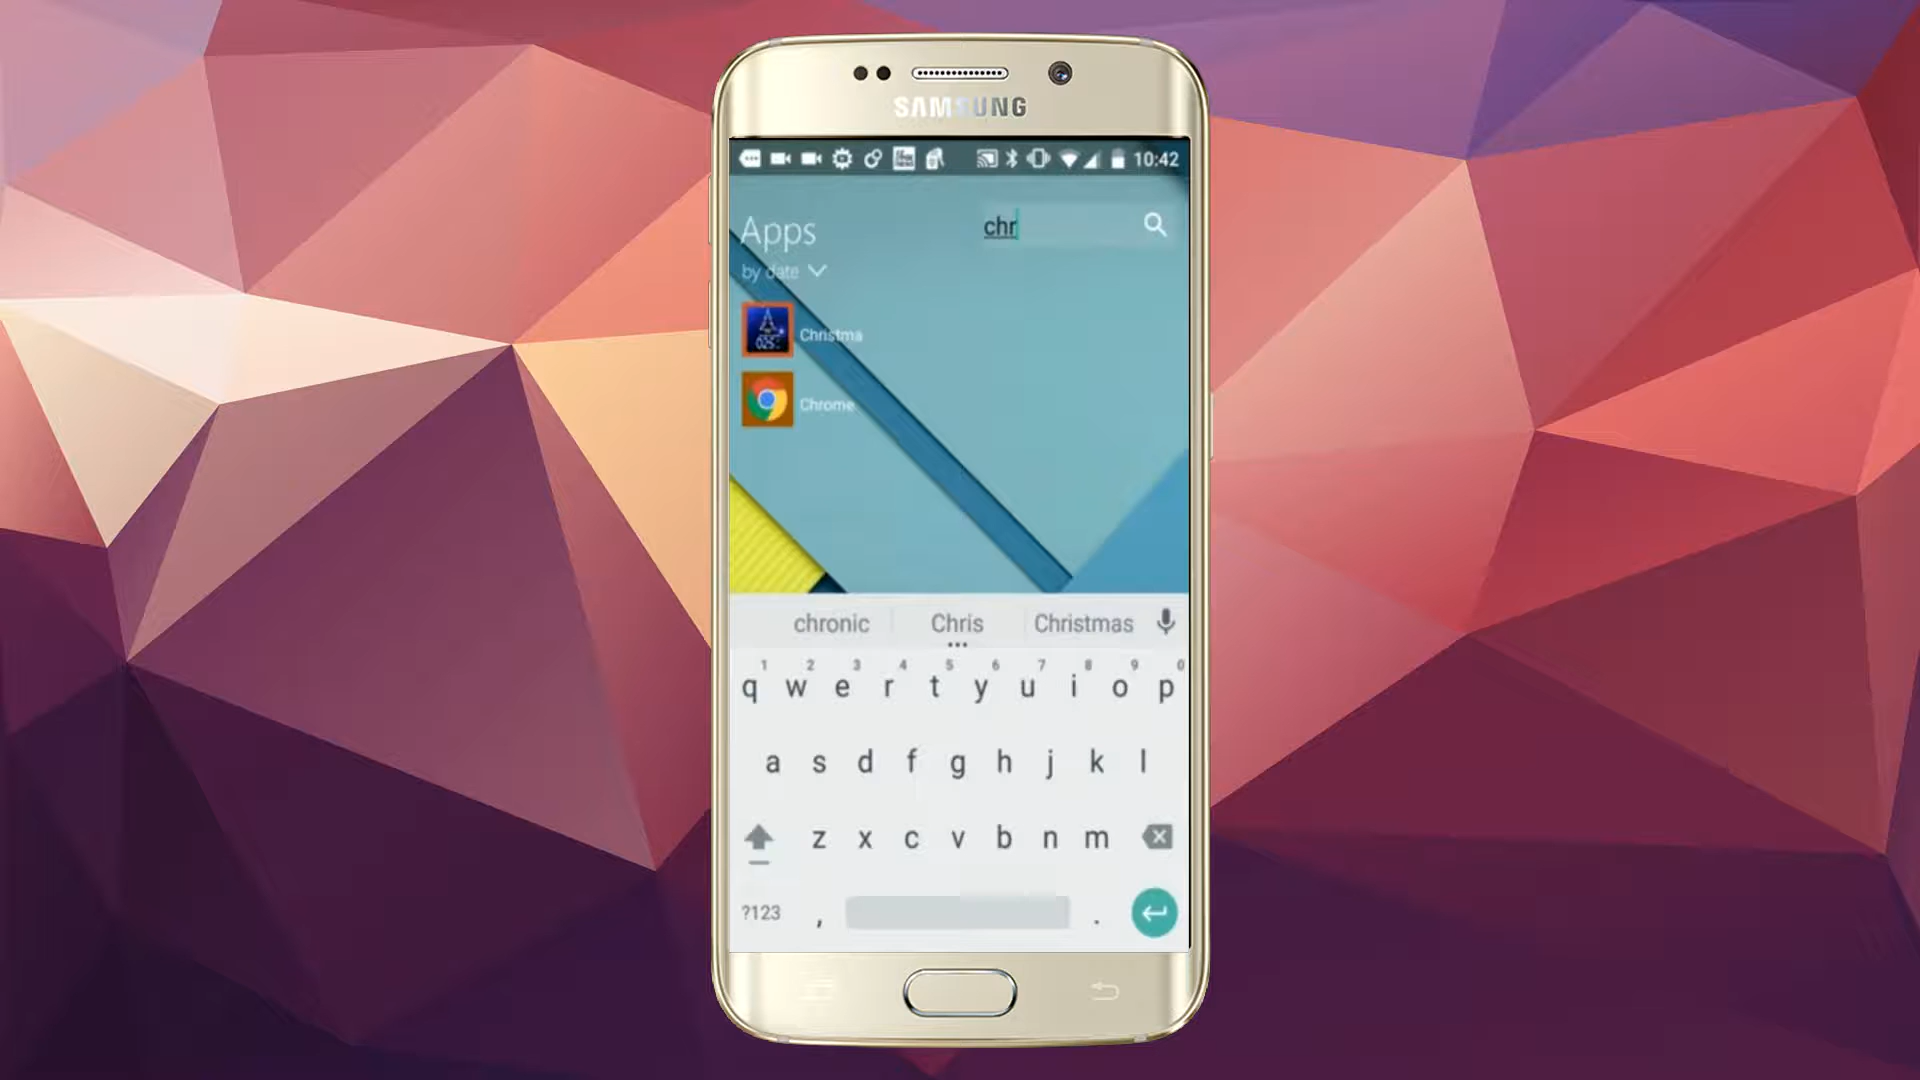 SAMSUNG
10:42
Apps
chr
by date
Christma
025
Chrome
chronic Chris Christmas
1 2 3 4 5 6 7 8 9 0
q w e r t y u i o p
a s d f g h j k l
z x c v b n m
?123 , .